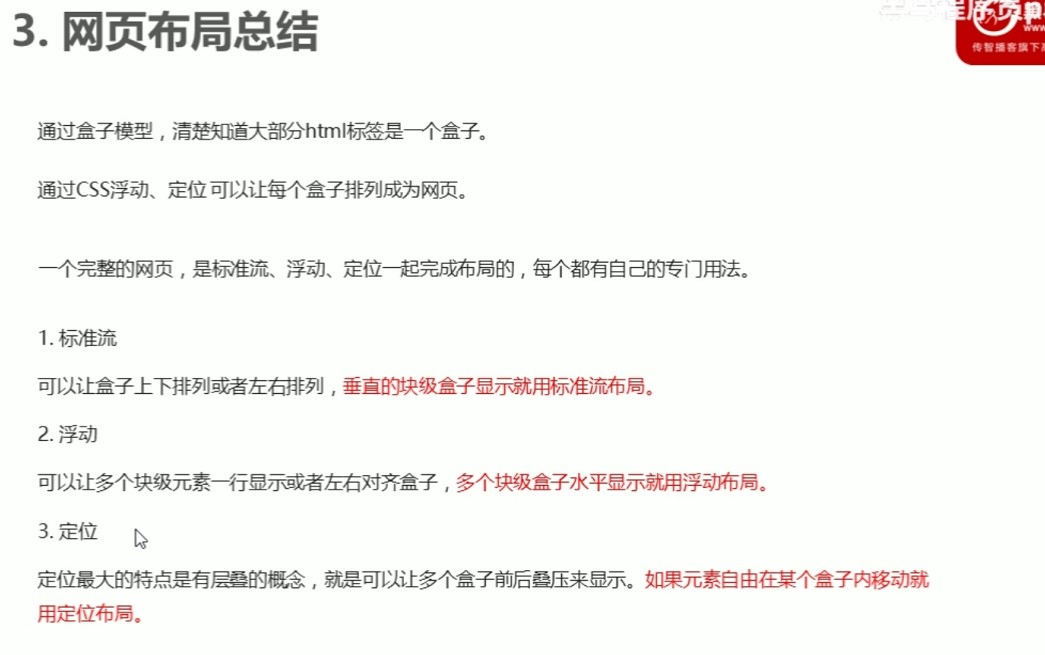 3. 网页布局总结
传智播客旗下
通过盒子模型，清楚知道大部分html标签是一个盒子。
通过CSS浮动、定位 可以让每个盒子排列成为网页。
一个完整的网页，是标准流、浮动、定位一起完成布局的，每个都有自己的专门用法。
1. 标准流
可以让盒子上下排列或者左右排列，垂直的块级盒子显示就用标准流布局。
2. 浮动
可以让多个块级元素一行显示或者左右对齐盒子，多个块级盒子水平显示就用浮动布局。
3. 定位
定位最大的特点是有层叠的概念，就是可以让多个盒子前后叠压来显示。如果元素自由在某个盒子内移动就
用定位布局。